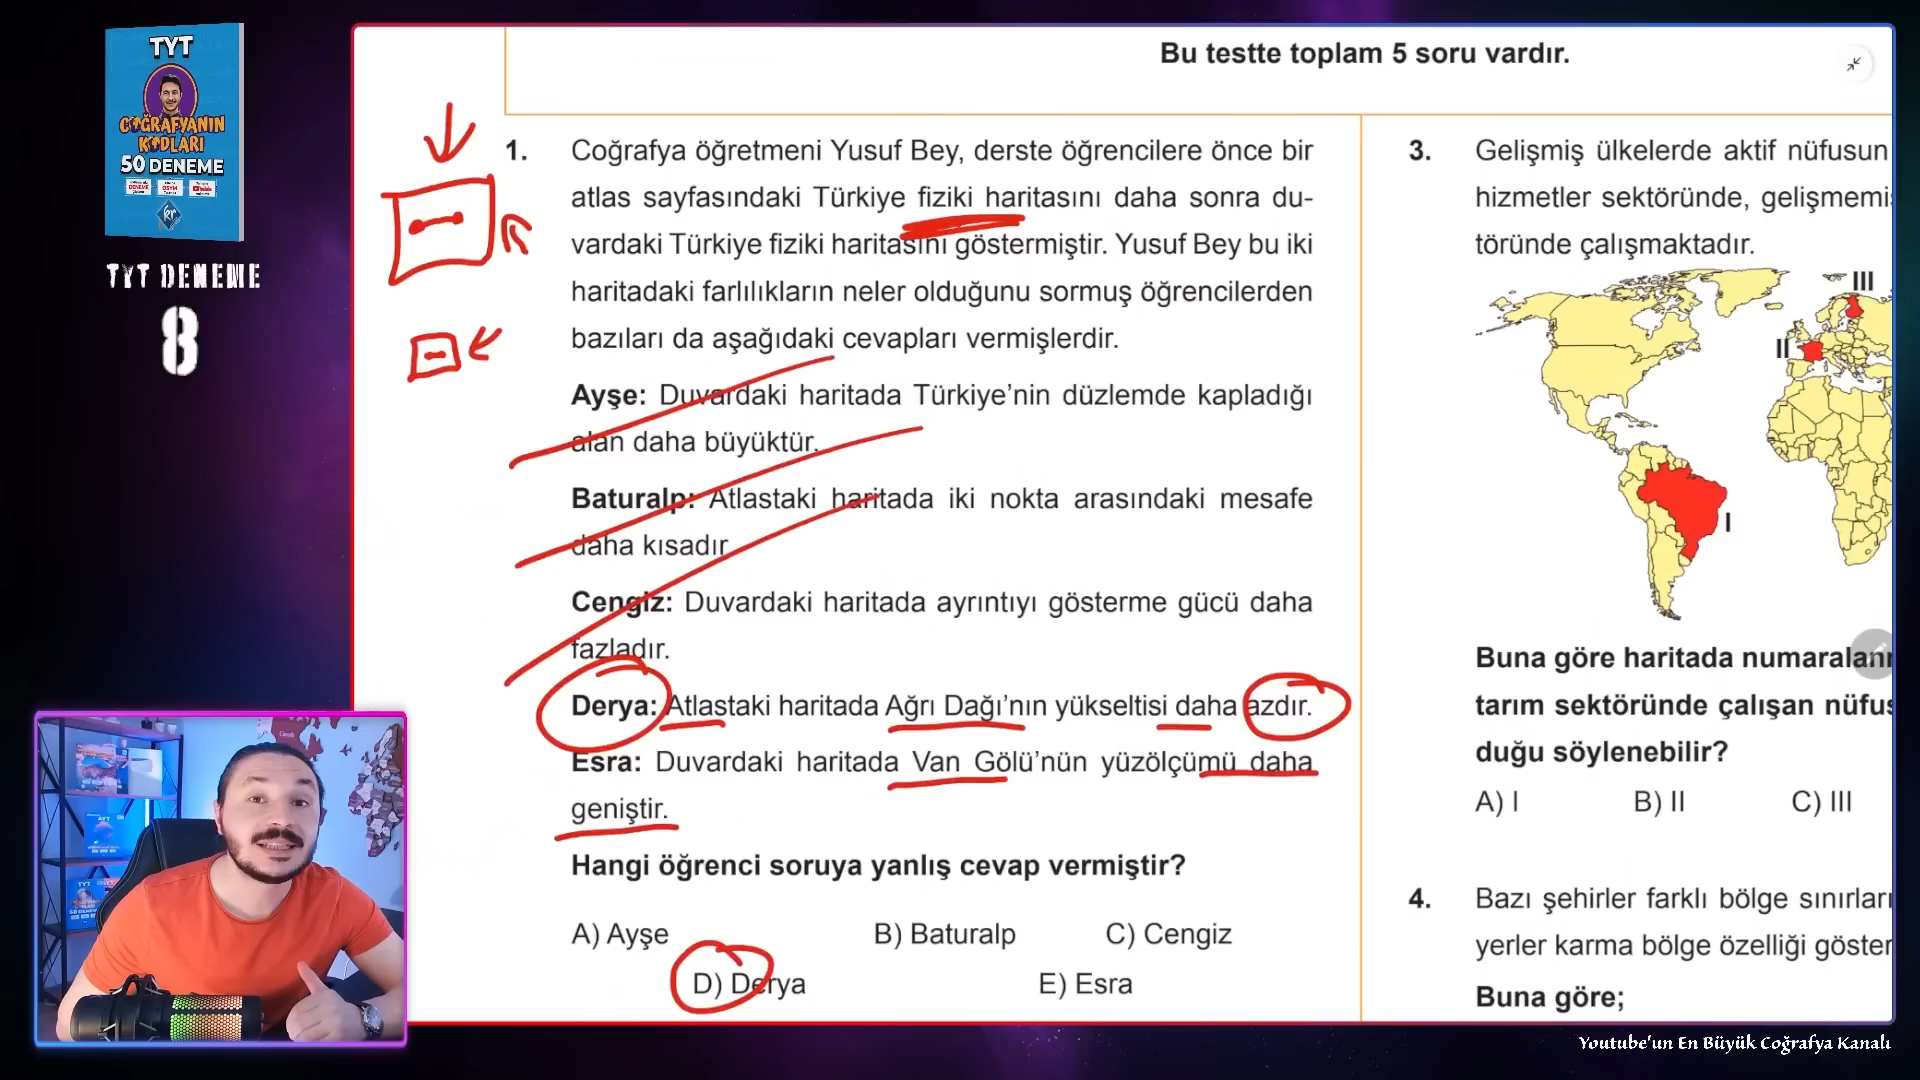 TYT
COĞRAFYANIN
KODLARI
50 DENEME
TYT DENEME
8
Bu testte toplam 5 soru vardır.
1. Coğrafya öğretmeni Yusuf Bey, derste öğrencilere önce bir
atlas sayfasındaki Türkiye fiziki haritasını daha sonra du-
vardaki Türkiye fiziki haritasını göstermiştir. Yusuf Bey bu iki
haritadaki farlılıkların neler olduğunu sormuş öğrencilerden
bazıları da aşağıdaki cevapları vermişlerdir.
Ayşe: Duvardaki haritada Türkiye’nin düzlemde kapladığı
alan daha büyüktür.
Baturalp: Atlastaki haritada iki nokta arasındaki mesafe
daha kısadır
Cengiz: Duvardaki haritada ayrıntıyı gösterme gücü daha
fazladır.
Derya: Atlastaki haritada Ağrı Dağı’nın yükseltisi daha azdır.
Esra: Duvardaki haritada Van Gölü’nün yüzölçümü daha
geniştir.
Hangi öğrenci soruya yanlış cevap vermiştir?
A) Ayşe B) Baturalp C) Cengiz
D) Derya E) Esra
3. Gelişmiş ülkelerde aktif nüfusun
hizmetler sektöründe, gelişmemiş
töründe çalışmaktadır.
III
II
I
Buna göre haritada numaralanı
tarım sektöründe çalışan nüfus
duğu söylenebilir?
A) I B) II C) III
4. Bazı şehirler farklı bölge sınırları
yerler karma bölge özelliği göster
Buna göre;
Youtube'un En Büyük Coğrafya Kanalı